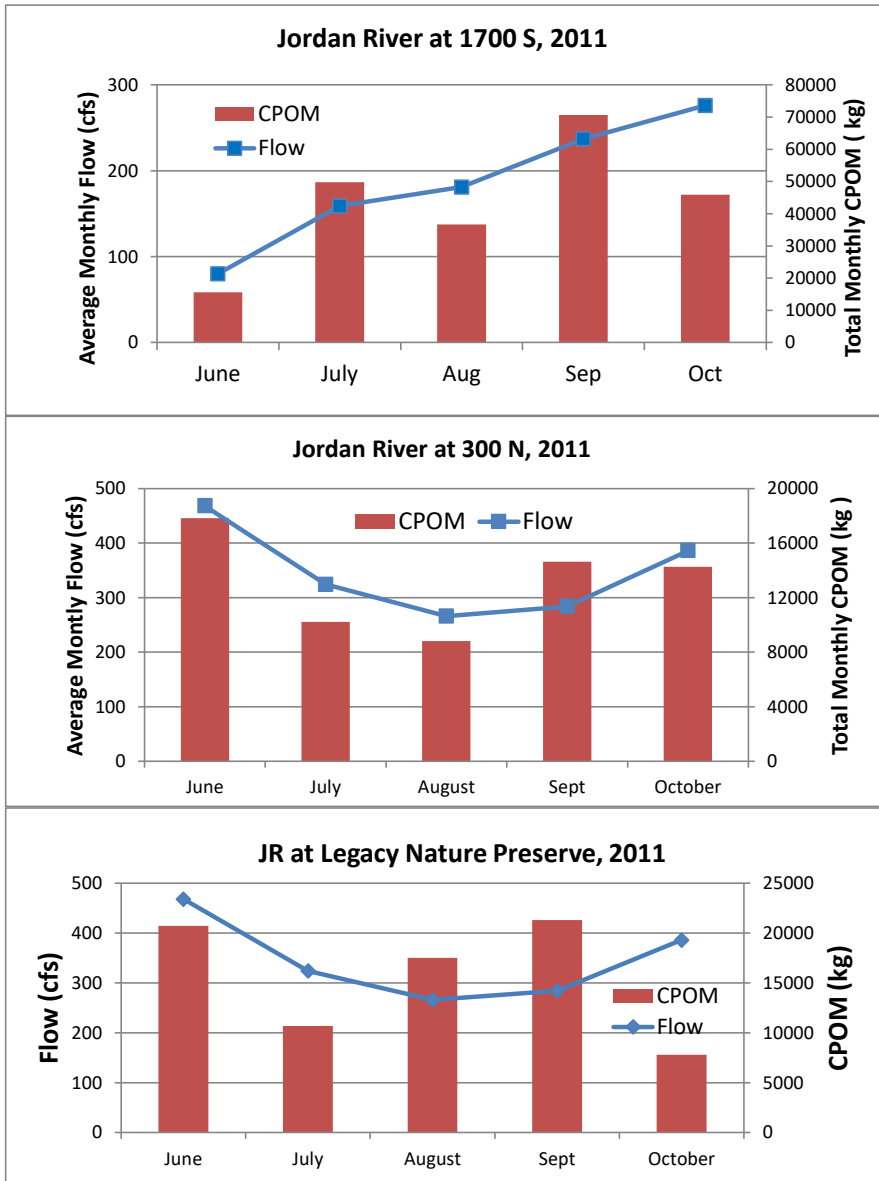 Jordan River at 1700 S, 2011
Average Monthly Flow (cfs)
300
200
100
0
CPOM
Flow
80000
70000
60000
50000
40000
30000
20000
10000
0
Total Monthly CPOM ( kg)
June July Aug Sep Oct
Jordan River at 300 N, 2011
Average Montly Flow (cfs)
500
400
300
200
100
0
CPOM Flow
20000
16000
12000
8000
4000
0
Total Monthly CPOM (kg )
June July August Sept October
JR at Legacy Nature Preserve, 2011
Flow (cfs)
500
400
300
200
100
0
CPOM
Flow
25000
20000
15000
10000
5000
0
CPOM (kg)
June July August Sept October